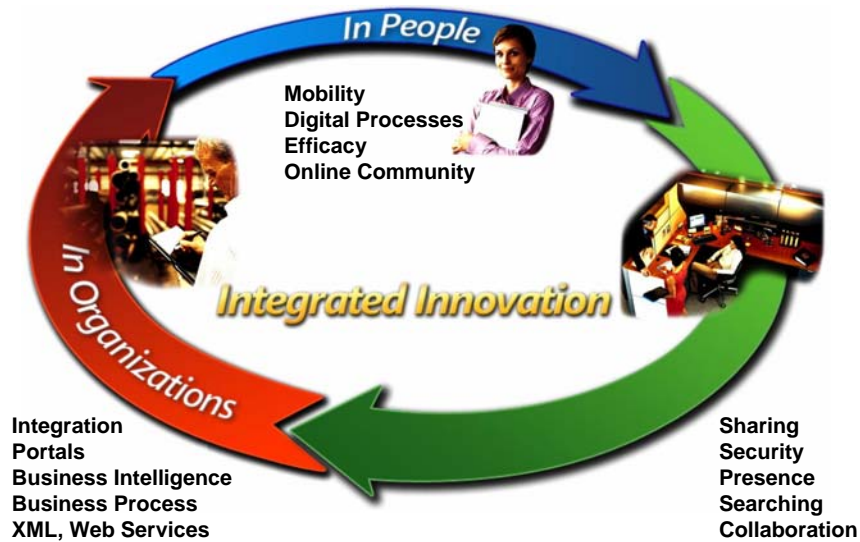 In People
Mobility
Digital Processes
Efficacy
Online Community
In Organizations
Integrated Innovation
Integration
Portals
Business Intelligence
Business Process
XML, Web Services
Sharing
Security
Presence
Searching
Collaboration